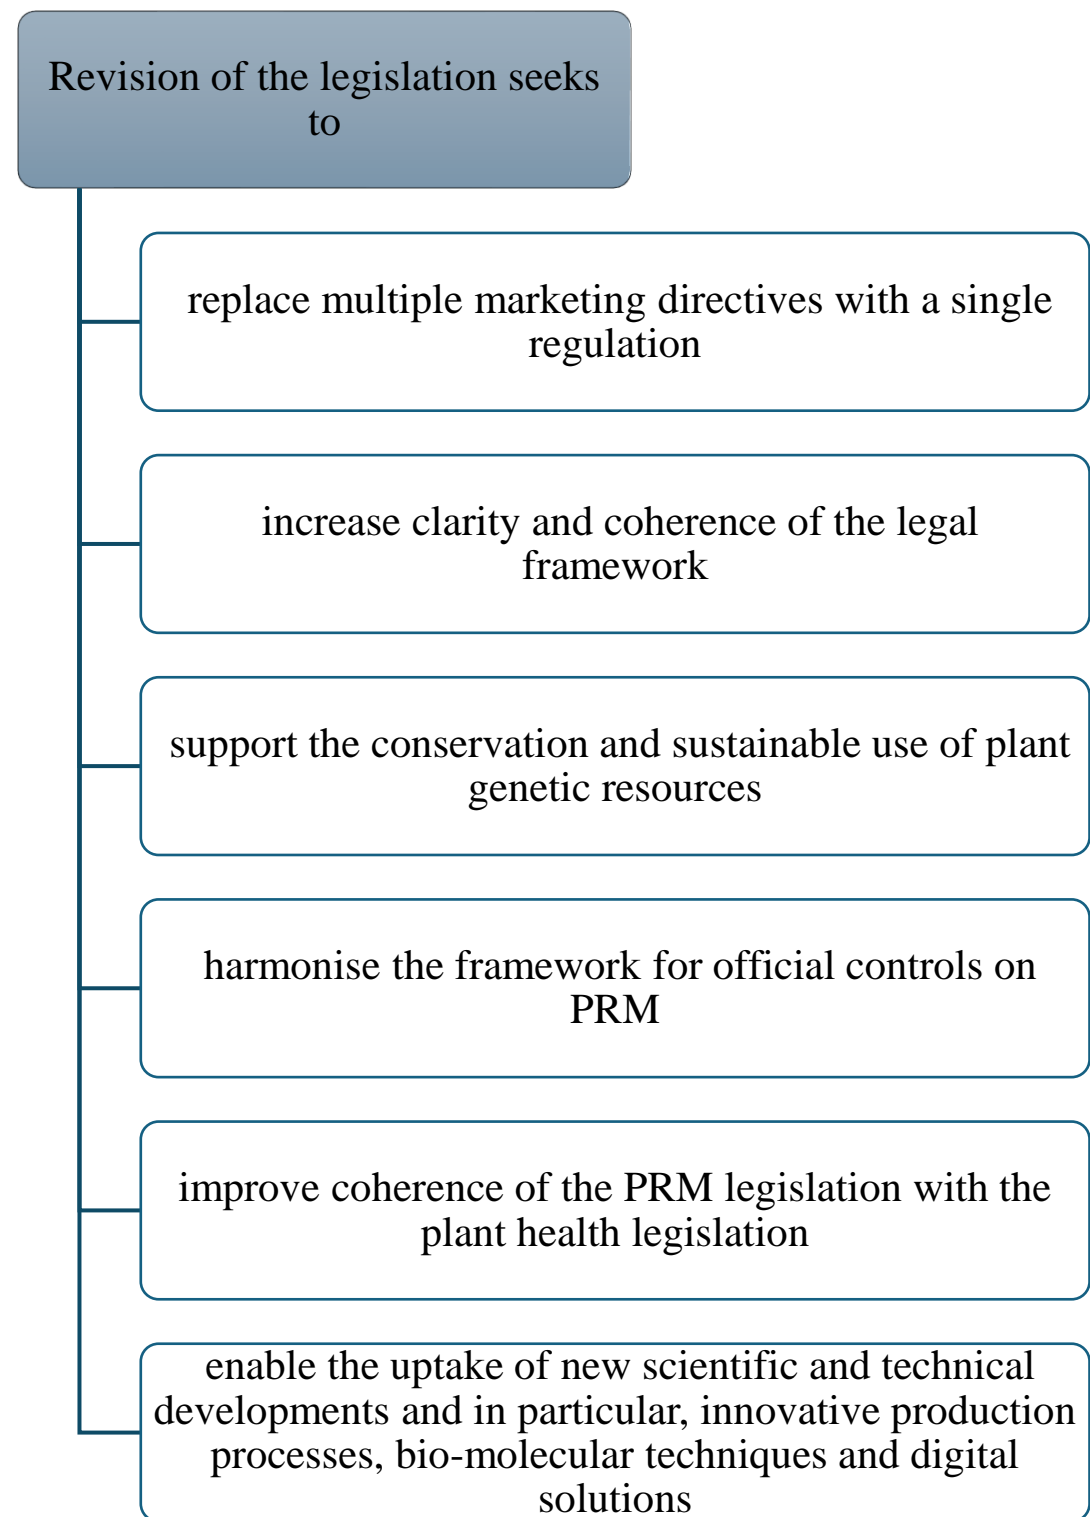 Revision of the legislation seeks
to
replace multiple marketing directives with a single
regulation
increase clarity and coherence of the legal
framework
support the conservation and sustainable use of plant
genetic resources
harmonise the framework for official controls on
PRM
improve coherence of the PRM legislation with the
plant health legislation
enable the uptake of new scientific and technical
developments and in particular, innovative production
processes, bio-molecular techniques and digital
solutions